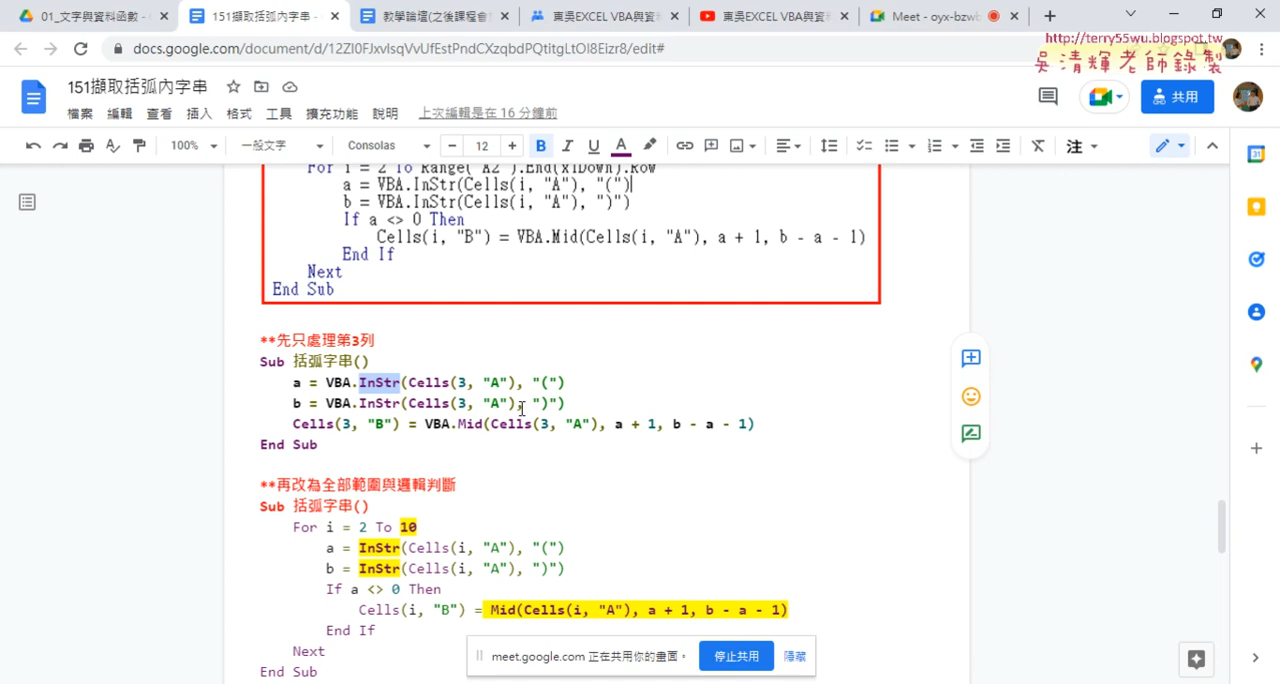 01_文字與資料函數 -
151擷取括弧內字串 -
教學論壇(之後課程會
東吳EXCEL VBA與資
東吳EXCEL VBA與資料
Meet - oyx-bzwb
docs.google.com/document/d/12ZI0FJxvIsqVvUfEstPndCXzqbdPQtitgLtOl8Eizr8/edit#
http://terry55wu.blogspot.tw
吳清輝老師錄製
151擷取括弧內字串
檔案 編輯 查看 插入 格式 工具 擴充功能 說明 上次編輯是在 16 分鐘前
共用
100% 一般文字 Consolas 12 B I U A 注
For i = 2 To Range("A2").End(xlDown).Row
a = VBA.InStr(Cells(i, "A"), "(")
b = VBA.InStr(Cells(i, "A"), ")")
If a <> 0 Then
Cells(i, "B") = VBA.Mid(Cells(i, "A"), a + 1, b - a - 1)
End If
Next
End Sub
**先只處理第3列
Sub 括弧字串()
a = VBA.InStr(Cells(3, "A"), "(")
b = VBA.InStr(Cells(3, "A"), ")")
Cells(3, "B") = VBA.Mid(Cells(3, "A"), a + 1, b - a - 1)
End Sub
**再改為全部範圍與邏輯判斷
Sub 括弧字串()
For i = 2 To 10
a = InStr(Cells(i, "A"), "(")
b = InStr(Cells(i, "A"), ")")
If a <> 0 Then
Cells(i, "B") = Mid(Cells(i, "A"), a + 1, b - a - 1)
End If
Next
End Sub
meet.google.com 正在共用你的畫面。 停止共用 隱藏